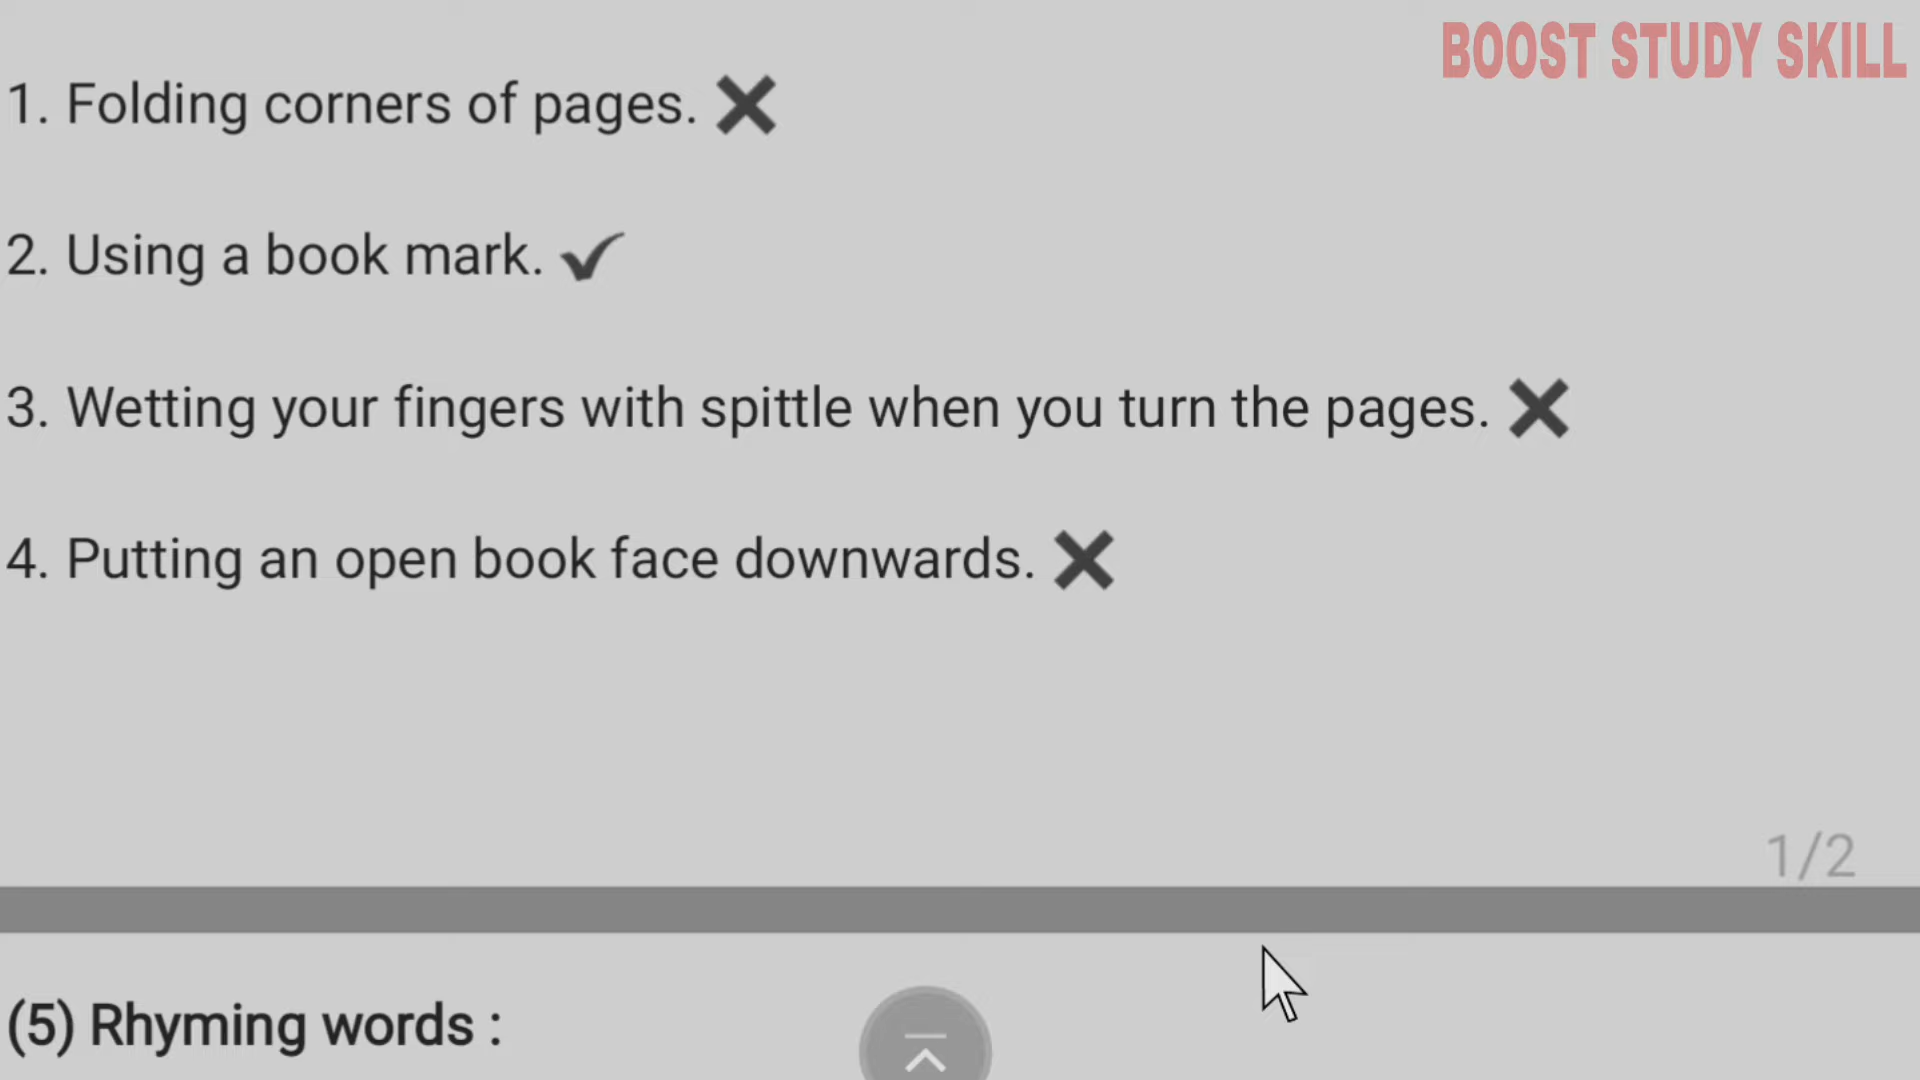 BOOST STUDY SKILL
1. Folding corners of pages. ✖
2. Using a book mark. ✔
3. Wetting your fingers with spittle when you turn the pages. ✖
4. Putting an open book face downwards. ✖
1/2
(5) Rhyming words :